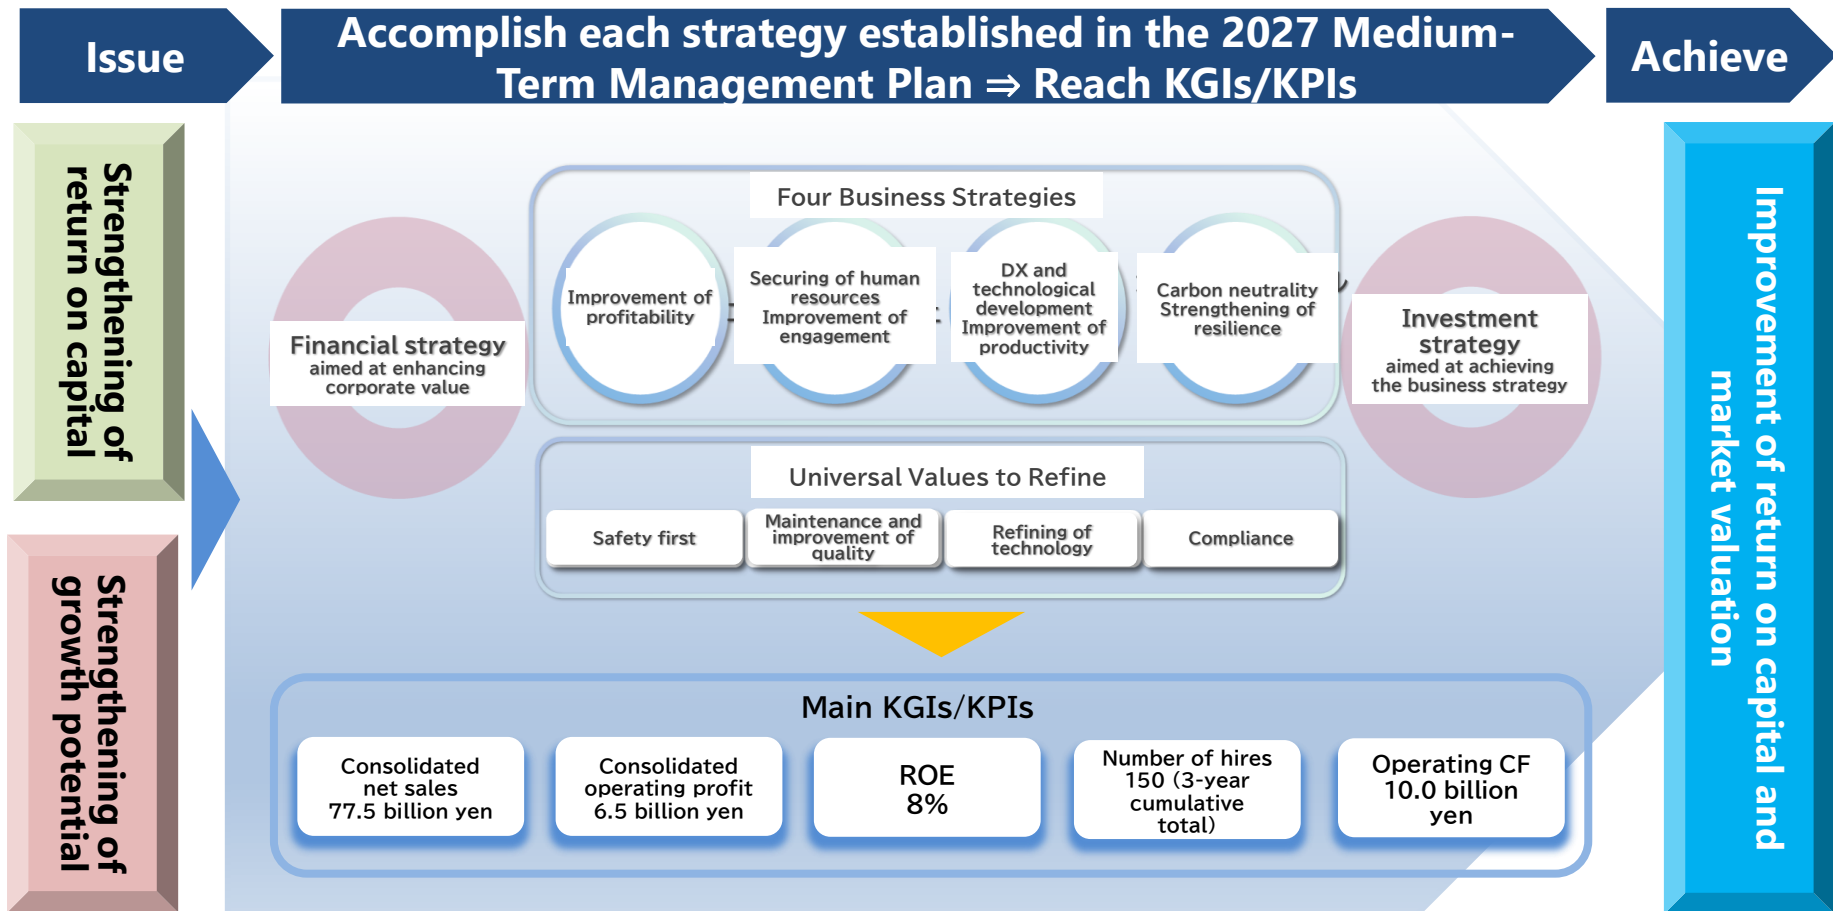 Issue
Accomplish each strategy established in the 2027 Medium-
Term Management Plan ⇒ Reach KGIs/KPIs
Achieve
Strengthening of
return on capital
Strengthening of
growth potential
Financial strategy
aimed at enhancing
corporate value
Four Business Strategies
Improvement of
profitability
Securing of human
resources
Improvement of
engagement
DX and
technological
development
Improvement of
productivity
Carbon neutrality
Strengthening of
resilience
Investment
strategy
aimed at achieving
the business strategy
Universal Values to Refine
Safety first
Maintenance and
improvement of
quality
Refining of
technology
Compliance
Main KGIs/KPIs
Consolidated
net sales
77.5 billion yen
Consolidated
operating profit
6.5 billion yen
ROE
8%
Number of hires
150 (3-year
cumulative
total)
Operating CF
10.0 billion
yen
Improvement of return on capital and
market valuation